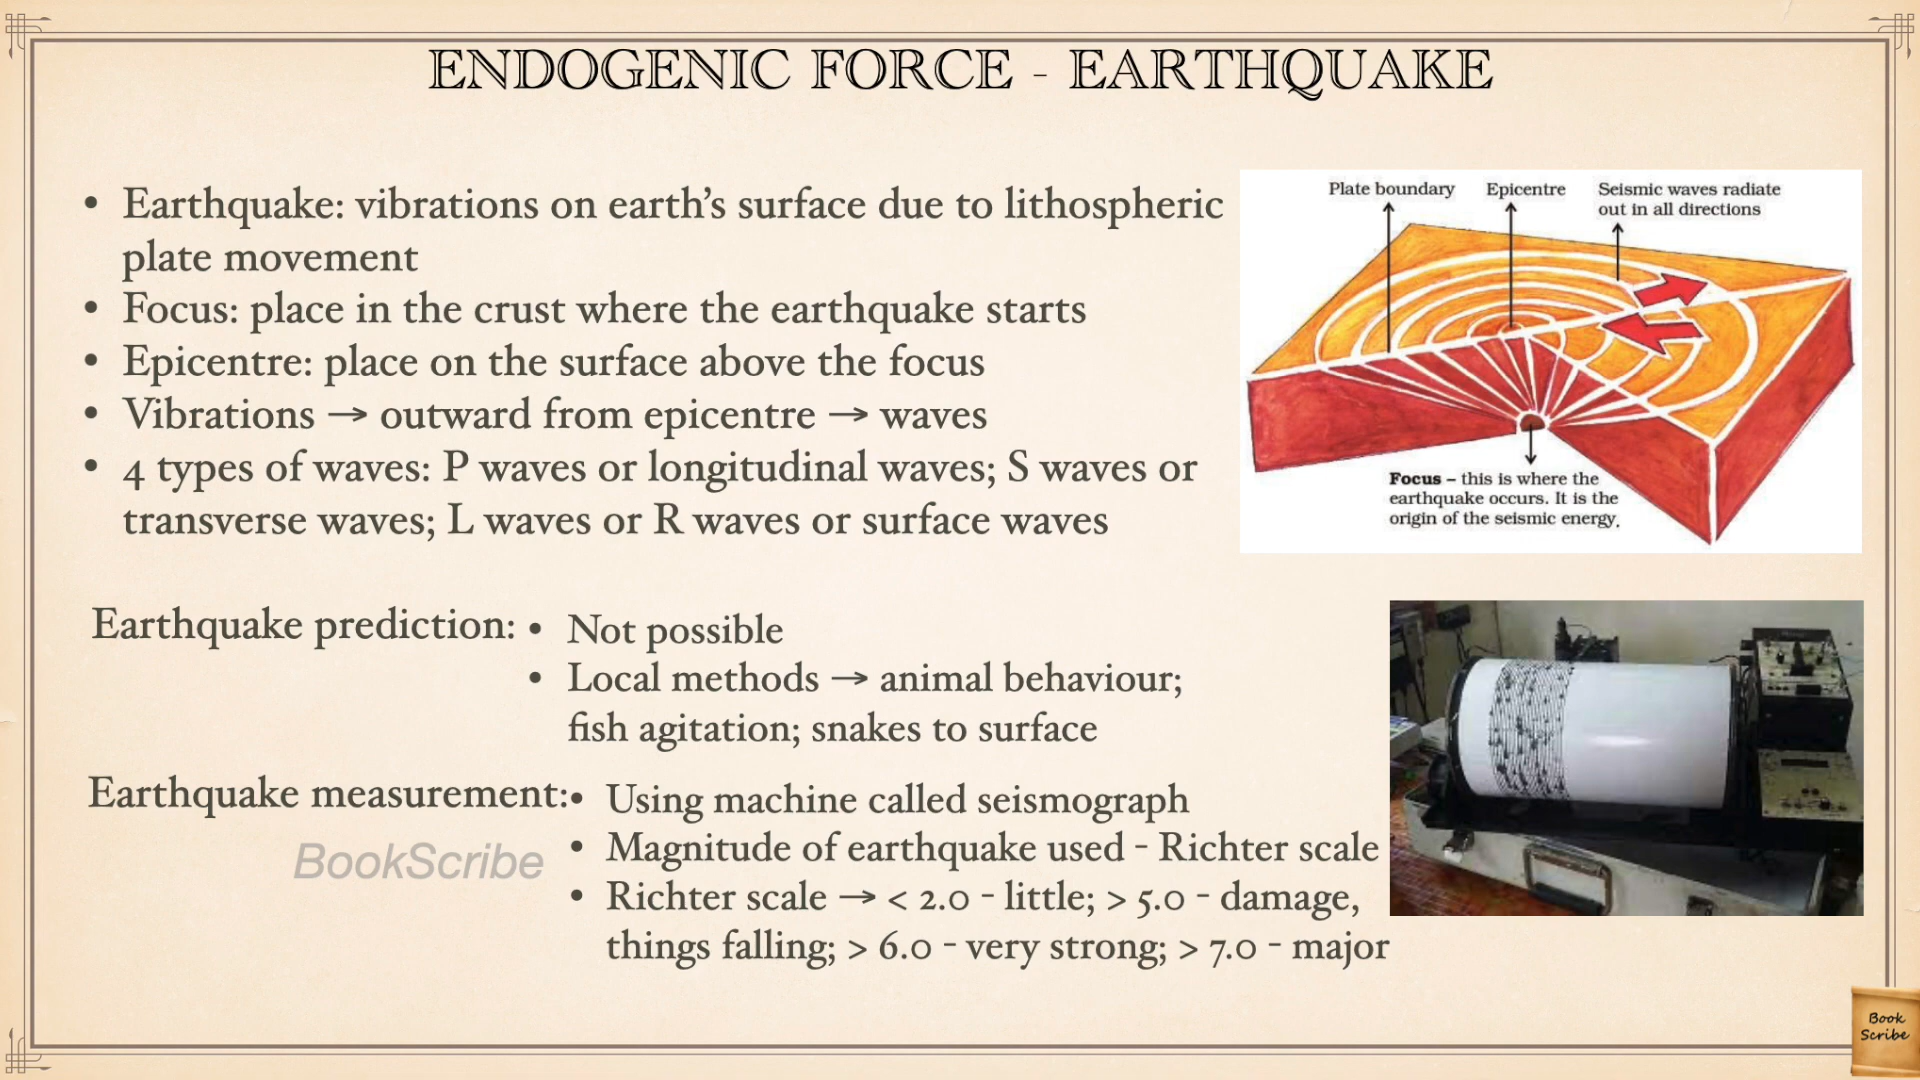 ENDOGENIC FORCE - EARTHQUAKE
• Earthquake: vibrations on earth's surface due to lithospheric
plate movement
• Focus: place in the crust where the earthquake starts
• Epicentre: place on the surface above the focus
• Vibrations → outward from epicentre → waves
• 4 types of waves: P waves or longitudinal waves; S waves or
transverse waves; L waves or R waves or surface waves
Plate boundary
Epicentre
Seismic waves radiate
out in all directions
Focus – this is where the
earthquake occurs. It is the
origin of the seismic energy.
Earthquake prediction:
• Not possible
• Local methods → animal behaviour;
fish agitation; snakes to surface
Earthquake measurement:
• Using machine called seismograph
• Magnitude of earthquake used - Richter scale
• Richter scale → < 2.0 - little; > 5.0 - damage,
things falling; > 6.0 - very strong; > 7.0 - major
BookScribe
Book
Scribe